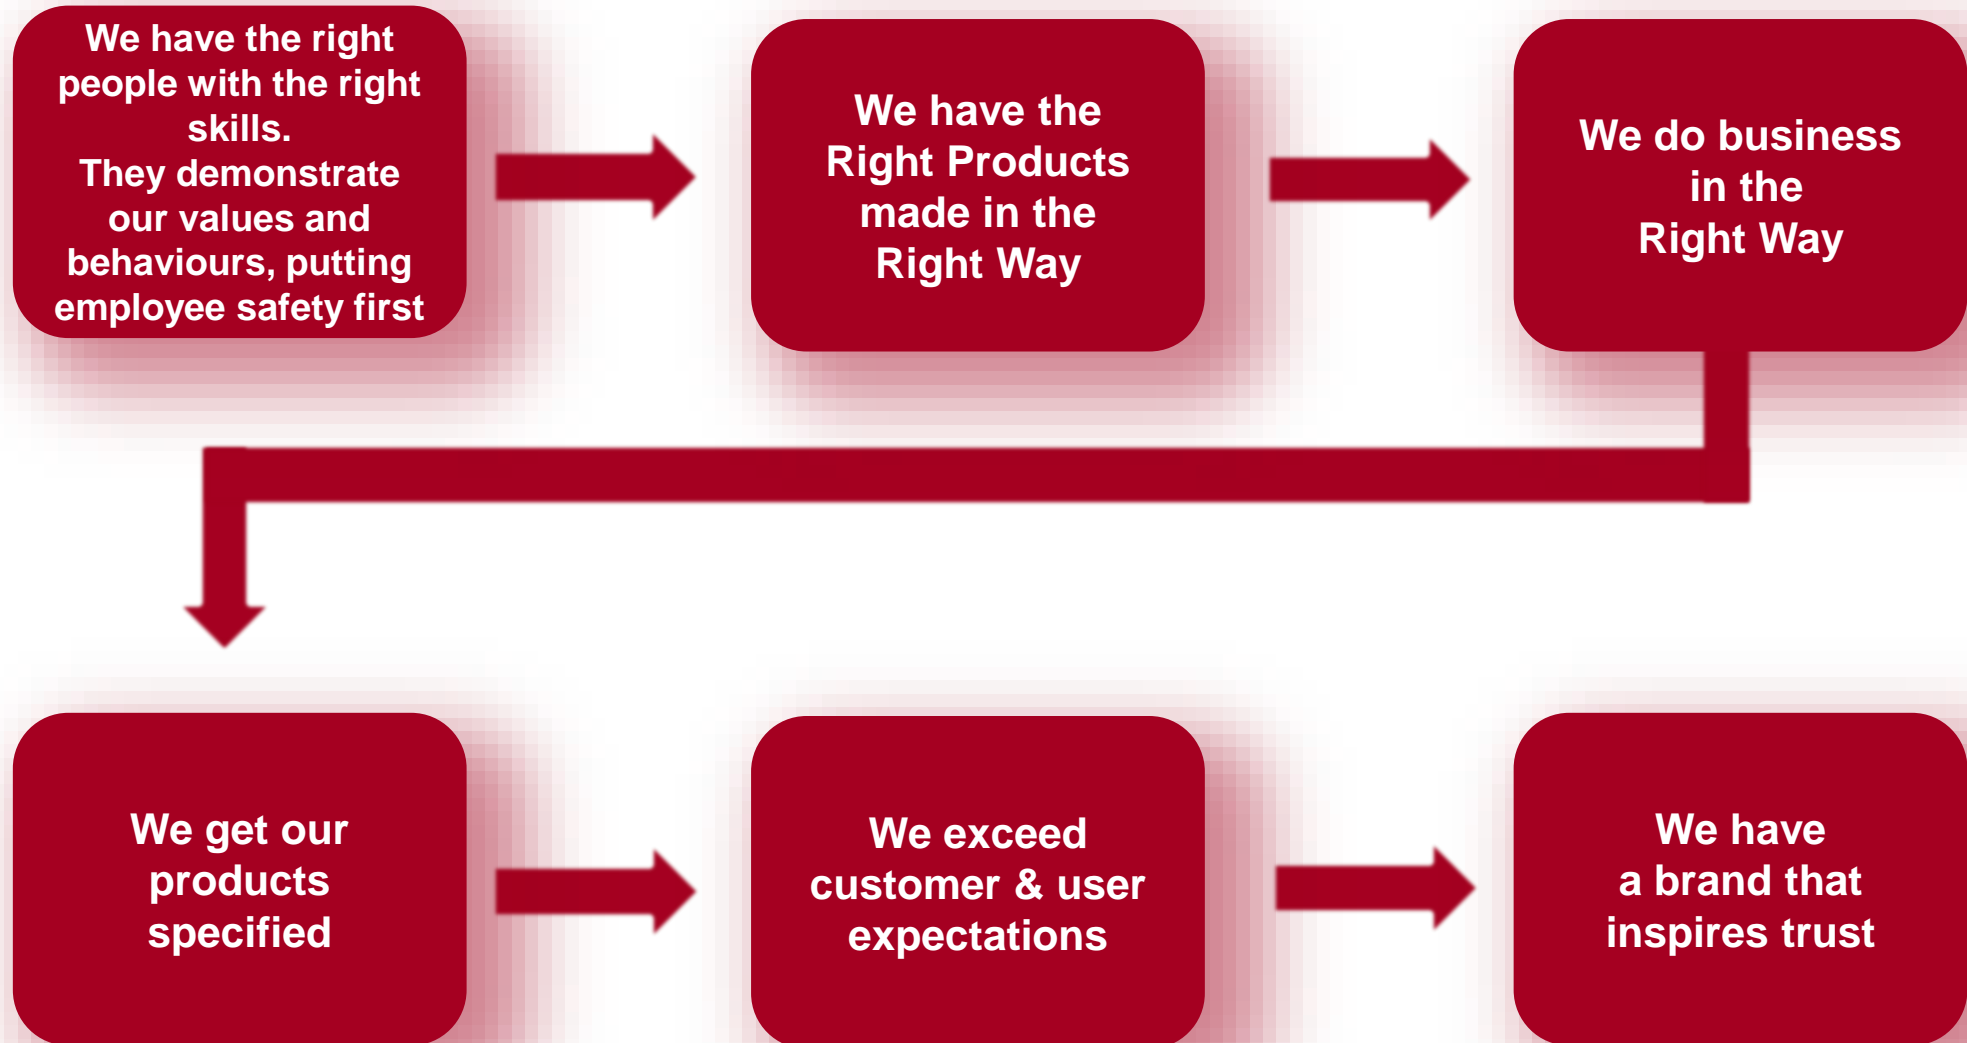 We have the right
people with the right
skills.
They demonstrate
our values and
behaviours, putting
employee safety first
We have the
Right Products
made in the
Right Way
We do business
in the
Right Way
We get our
products
specified
We exceed
customer & user
expectations
We have
a brand that
inspires trust